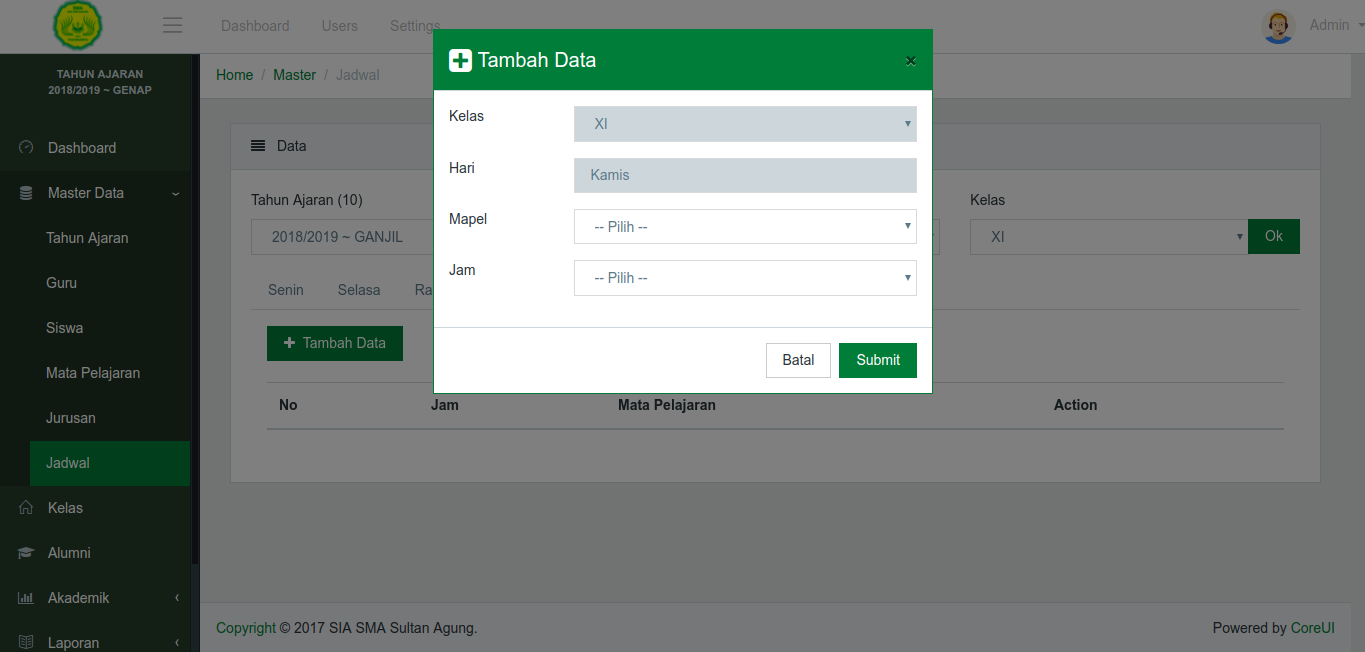 Dashboard Users Settings Admin
TAHUN AJARAN
2018/2019 ~ GENAP
Dashboard
Master Data
Tahun Ajaran
Guru
Siswa
Mata Pelajaran
Jurusan
Jadwal
Kelas
Alumni
Akademik
Laporan
Home / Master / Jadwal
Data
Tahun Ajaran (10) Kelas
2018/2019 ~ GANJIL XI Ok
Senin Selasa Ra
Tambah Data
No Jam Mata Pelajaran Action
Tambah Data ×
Kelas XI
Hari Kamis
Mapel -- Pilih --
Jam -- Pilih --
Batal Submit
Copyright © 2017 SIA SMA Sultan Agung. Powered by CoreUI